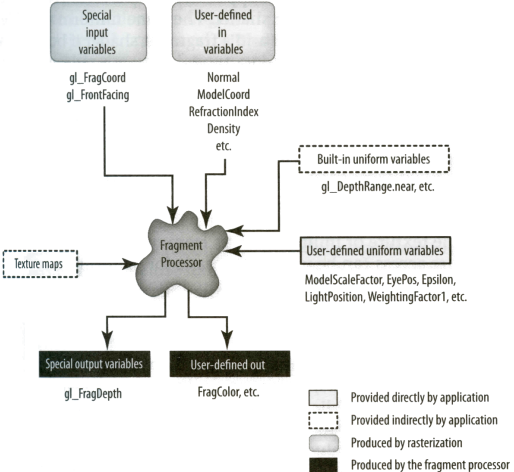 Special
input
variables
User-defined
in
variables
gl_FragCoord
gl_FrontFacing
Normal
ModelCoord
RefractionIndex
Density
etc.
Built-in uniform variables
gl_DepthRange.near, etc.
Fragment
Processor
Texture maps
User-defined uniform variables
ModelScaleFactor, EyePos, Epsilon,
LightPosition, WeightingFactor1, etc.
Special output variables
User-defined out
gl_FragDepth
FragColor, etc.
Provided directly by application
Provided indirectly by application
Produced by rasterization
Produced by the fragment processor